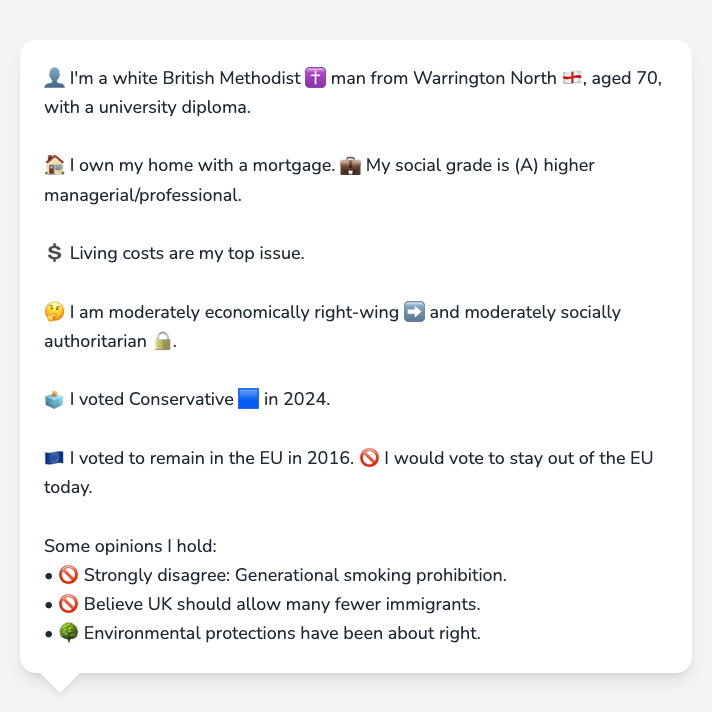 👤 I'm a white British Methodist ✝️ man from Warrington North 🏴󠁧󠁢󠁥󠁮󠁧󠁿, aged 70,
with a university diploma.
🏠 I own my home with a mortgage. 💼 My social grade is (A) higher
managerial/professional.
💲 Living costs are my top issue.
🤔 I am moderately economically right-wing ➡️ and moderately socially
authoritarian 🔒.
🗳️ I voted Conservative 🟦 in 2024.
🇪🇺 I voted to remain in the EU in 2016. 🚫 I would vote to stay out of the EU
today.
Some opinions I hold:
• 🚫 Strongly disagree: Generational smoking prohibition.
• 🚫 Believe UK should allow many fewer immigrants.
• 🌳 Environmental protections have been about right.